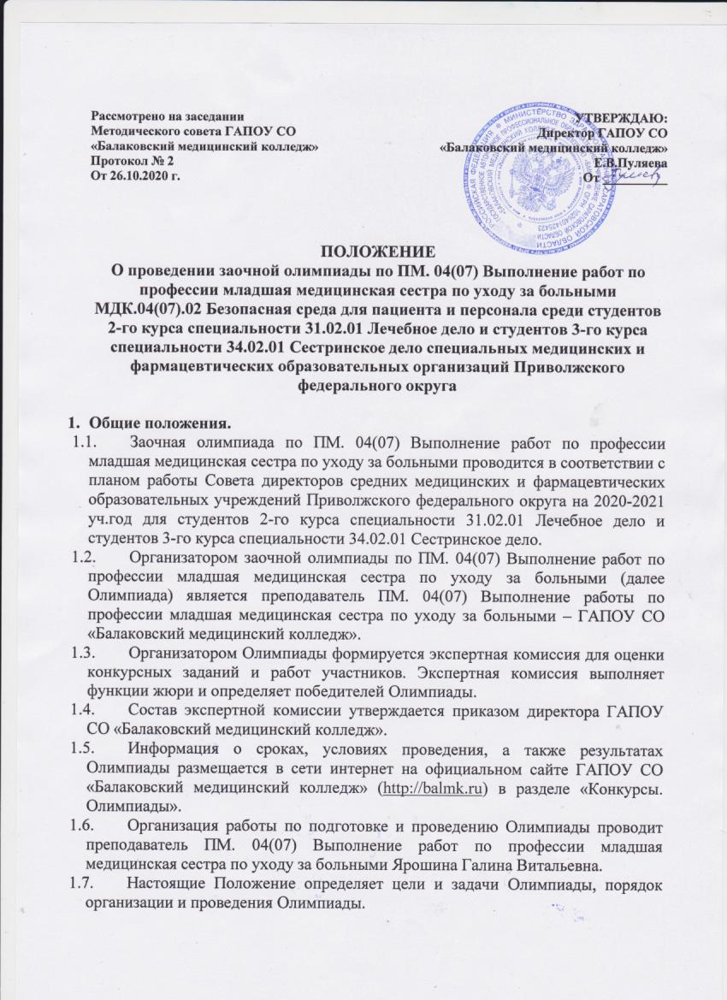 Рассмотрено на заседании
Методического совета ГАПОУ СО
«Балаковский медицинский колледж»
Протокол № 2
От 26.10.2020 г.
УТВЕРЖДАЮ:
Директор ГАПОУ СО
«Балаковский медицинский колледж»
Е.В.Пуляева
От
ПОЛОЖЕНИЕ
О проведении заочной олимпиады по ПМ. 04(07) Выполнение работ по
профессии младшая медицинская сестра по уходу за больными
МДК.04(07).02 Безопасная среда для пациента и персонала среди студентов
2-го курса специальности 31.02.01 Лечебное дело и студентов 3-го курса
специальности 34.02.01 Сестринское дело специальных медицинских и
фармацевтических образовательных организаций Приволжского
федерального округа
1. Общие положения.
1.1. Заочная олимпиада по ПМ. 04(07) Выполнение работ по профессии
младшая медицинская сестра по уходу за больными проводится в соответствии с
планом работы Совета директоров средних медицинских и фармацевтических
образовательных учреждений Приволжского федерального округа на 2020-2021
уч.год для студентов 2-го курса специальности 31.02.01 Лечебное дело и
студентов 3-го курса специальности 34.02.01 Сестринское дело.
1.2. Организатором заочной олимпиады по ПМ. 04(07) Выполнение работ по
профессии младшая медицинская сестра по уходу за больными (далее
Олимпиада) является преподаватель ПМ. 04(07) Выполнение работы по
профессии младшая медицинская сестра по уходу за больными – ГАПОУ СО
«Балаковский медицинский колледж».
1.3. Организатором Олимпиады формируется экспертная комиссия для оценки
конкурсных заданий и работ участников. Экспертная комиссия выполняет
функции жюри и определяет победителей Олимпиады.
1.4. Состав экспертной комиссии утверждается приказом директора ГАПОУ
СО «Балаковский медицинский колледж».
1.5. Информация о сроках, условиях проведения, а также результатах
Олимпиады размещается в сети интернет на официальном сайте ГАПОУ СО
«Балаковский медицинский колледж» (http://balmk.ru) в разделе «Конкурсы.
Олимпиады».
1.6. Организация работы по подготовке и проведению Олимпиады проводит
преподаватель ПМ. 04(07) Выполнение работ по профессии младшая
медицинская сестра по уходу за больными Ярошина Галина Витальевна.
1.7. Настоящие Положение определяет цели и задачи Олимпиады, порядок
организации и проведения Олимпиады.